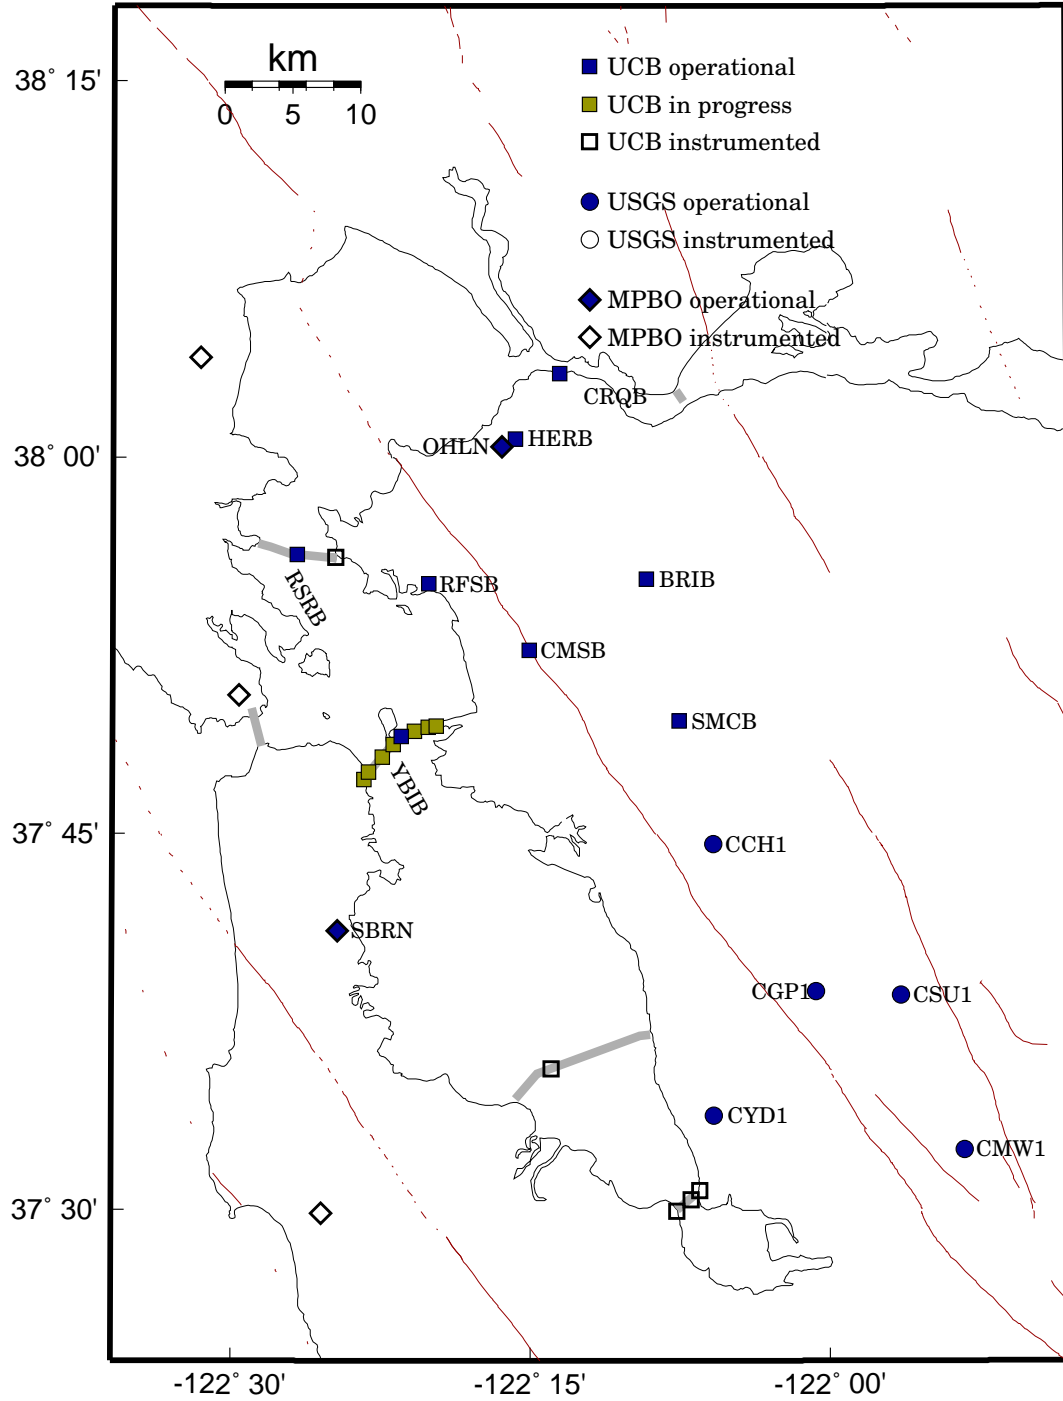 km
0 5 10
UCB operational
UCB in progress
UCB instrumented
USGS operational
USGS instrumented
MPBO operational
MPBO instrumented
38° 15'
38° 00'
37° 45'
37° 30'
CRQB
OHLN
HERB
RSRB
RFSB
BRIB
CMSB
SMCB
YBIB
CCH1
SBRN
CGP1
CSU1
CYD1
CMW1
-122° 30'
-122° 15'
-122° 00'